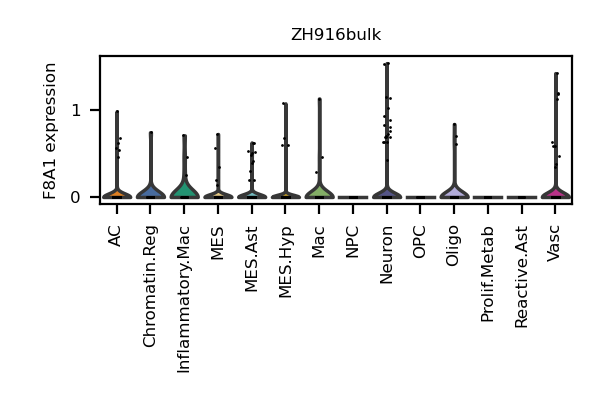 ZH916bulk
F8A1 expression
1
0
AC
Chromatin.Reg
Inflammatory.Mac
MES
MES.Ast
MES.Hyp
Mac
NPC
Neuron
OPC
Oligo
Prolif.Metab
Reactive.Ast
Vasc